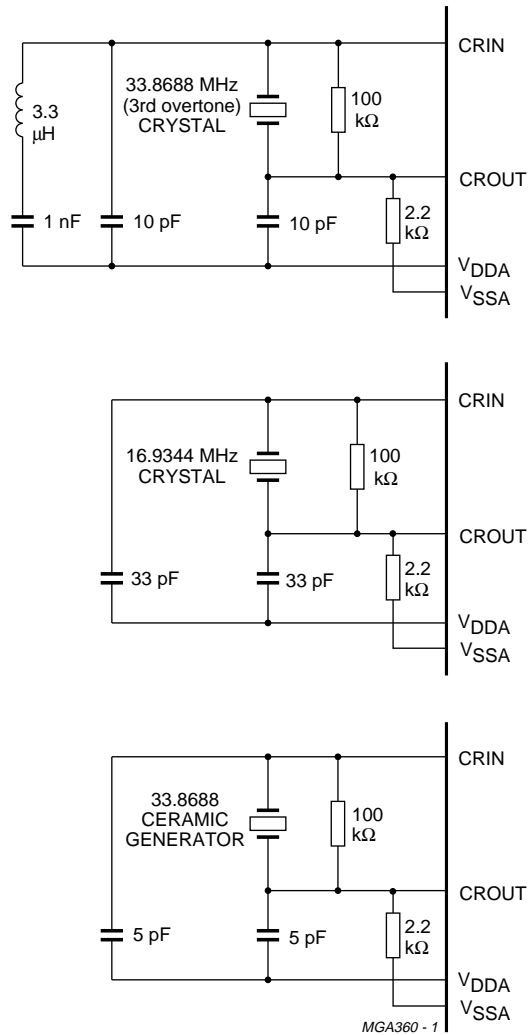 CRIN
33.8688 MHz
(3rd overtone)
CRYSTAL
100
kΩ
3.3
μH
CROUT
1 nF
10 pF
10 pF
2.2
kΩ
VDDA
VSSA
CRIN
16.9344 MHz
CRYSTAL
100
kΩ
CROUT
33 pF
33 pF
2.2
kΩ
VDDA
VSSA
CRIN
33.8688
CERAMIC
GENERATOR
100
kΩ
CROUT
5 pF
5 pF
2.2
kΩ
VDDA
VSSA
MGA360 - 1